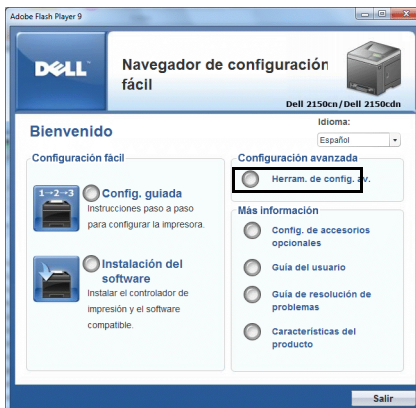 Adobe Flash Player 9
DELL
Navegador de configuración
fácil
Dell 2150cn/Dell 2150cdn
Bienvenido
Idioma:
Español
Configuración fácil
1→2→3
Config. guiada
Instrucciones paso a paso
para configurar la impresora.
Instalación del
software
Instalar el controlador de
impresión y el software
compatible.
Configuración avanzada
Herram. de config. av.
Más información
Config. de accesorios
opcionales
Guía del usuario
Guía de resolución de
problemas
Características del
producto
Salir